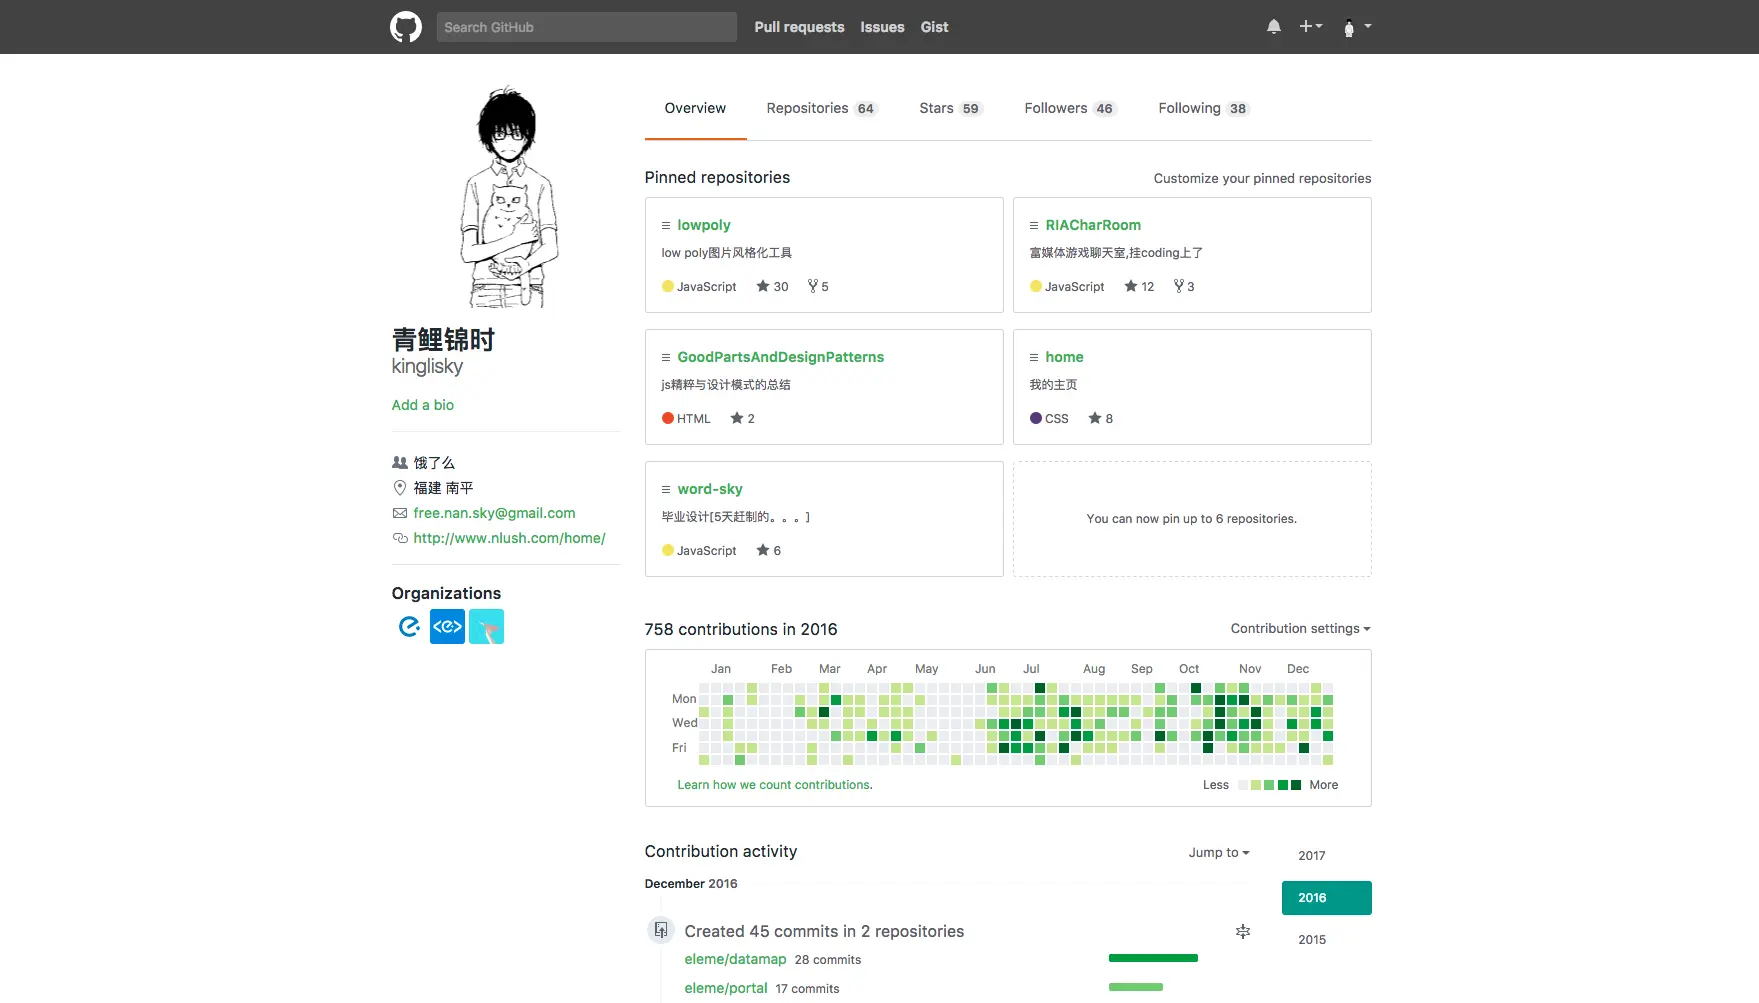 Search GitHub
Pull requests
Issues
Gist
青鲤锦时
kinglisky
Add a bio
饿了么
福建 南平
free.nan.sky@gmail.com
http://www.nlush.com/home/
Organizations
Overview
Repositories 64
Stars 59
Followers 46
Following 38
Pinned repositories
Customize your pinned repositories
lowpoly
low poly图片风格化工具
JavaScript 30 5
RIACharRoom
富媒体游戏聊天室,挂coding上了
JavaScript 12 3
GoodPartsAndDesignPatterns
js精粹与设计模式的总结
HTML 2
home
我的主页
CSS 8
word-sky
毕业设计[5天赶制的。。。]
JavaScript 6
You can now pin up to 6 repositories.
758 contributions in 2016
Contribution settings
Jan Feb Mar Apr May Jun Jul Aug Sep Oct Nov Dec
Mon
Wed
Fri
Learn how we count contributions.
Less More
Contribution activity
Jump to
2017
2016
2015
December 2016
Created 45 commits in 2 repositories
eleme/datamap 28 commits
eleme/portal 17 commits